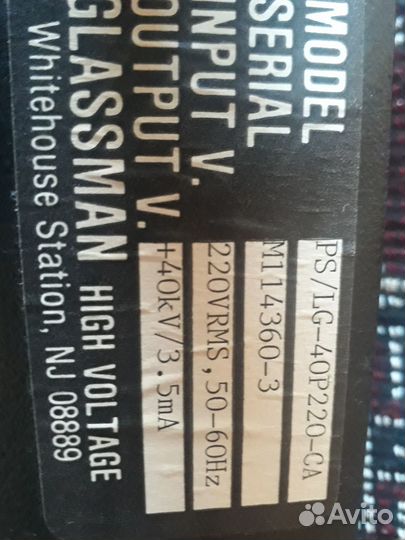 MODEL PS/LG-40P220-CA
SERIAL M114360-3
INPUT V. 220VRMS,50-60Hz
OUTPUT V. +40kV/3.5mA
GLASSMAN HIGH VOLTAGE
Whitehouse Station, NJ 08889
Avito